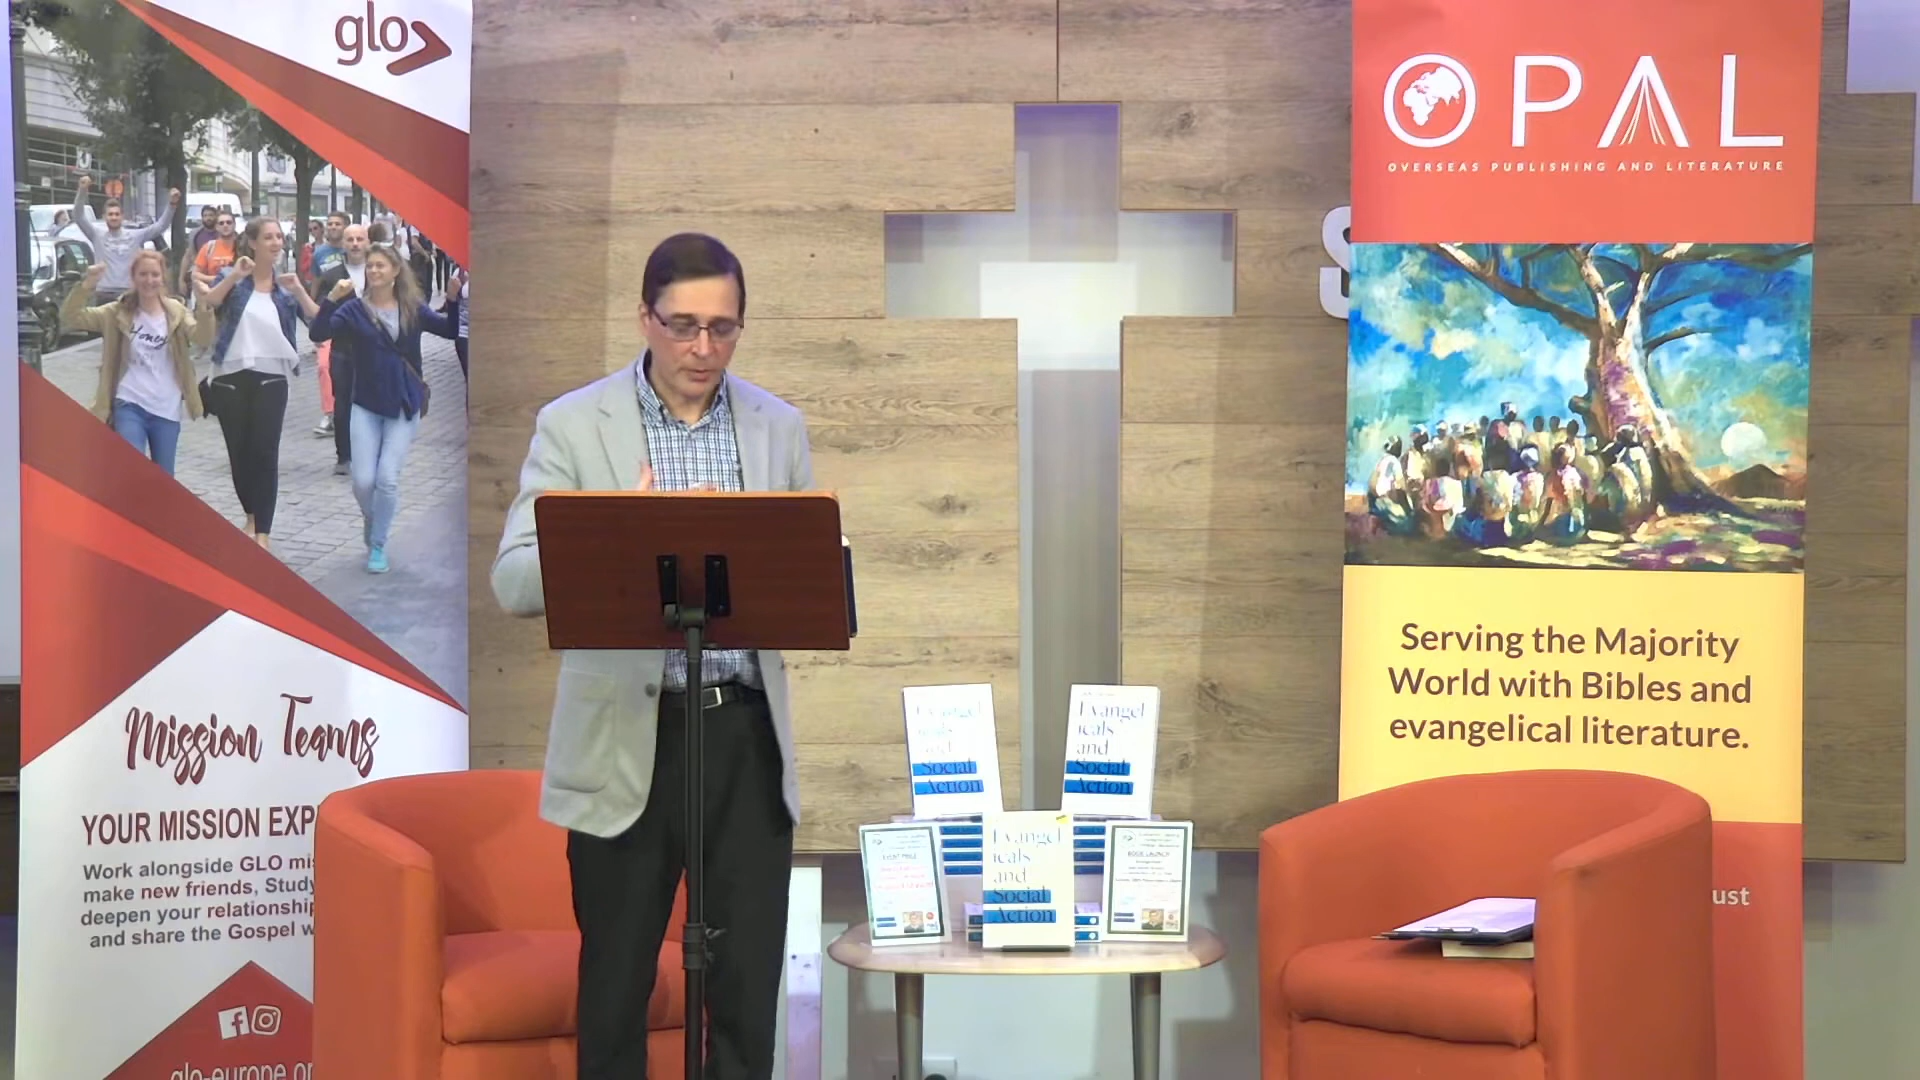 glo
Mission Teams
YOUR MISSION EXP
Work alongside GLO mis
make new friends, Study
deepen your relationship
and share the Gospel w
glo-europe.or
S
OPAL
OVERSEAS PUBLISHING AND LITERATURE
Serving the Majority
World with Bibles and
evangelical literature.
ust
Evangel
icals
and
Social
Action
Evangel
icals
and
Social
Action
Evangel
icals
and
Social
Action
BOOK LAUNCH